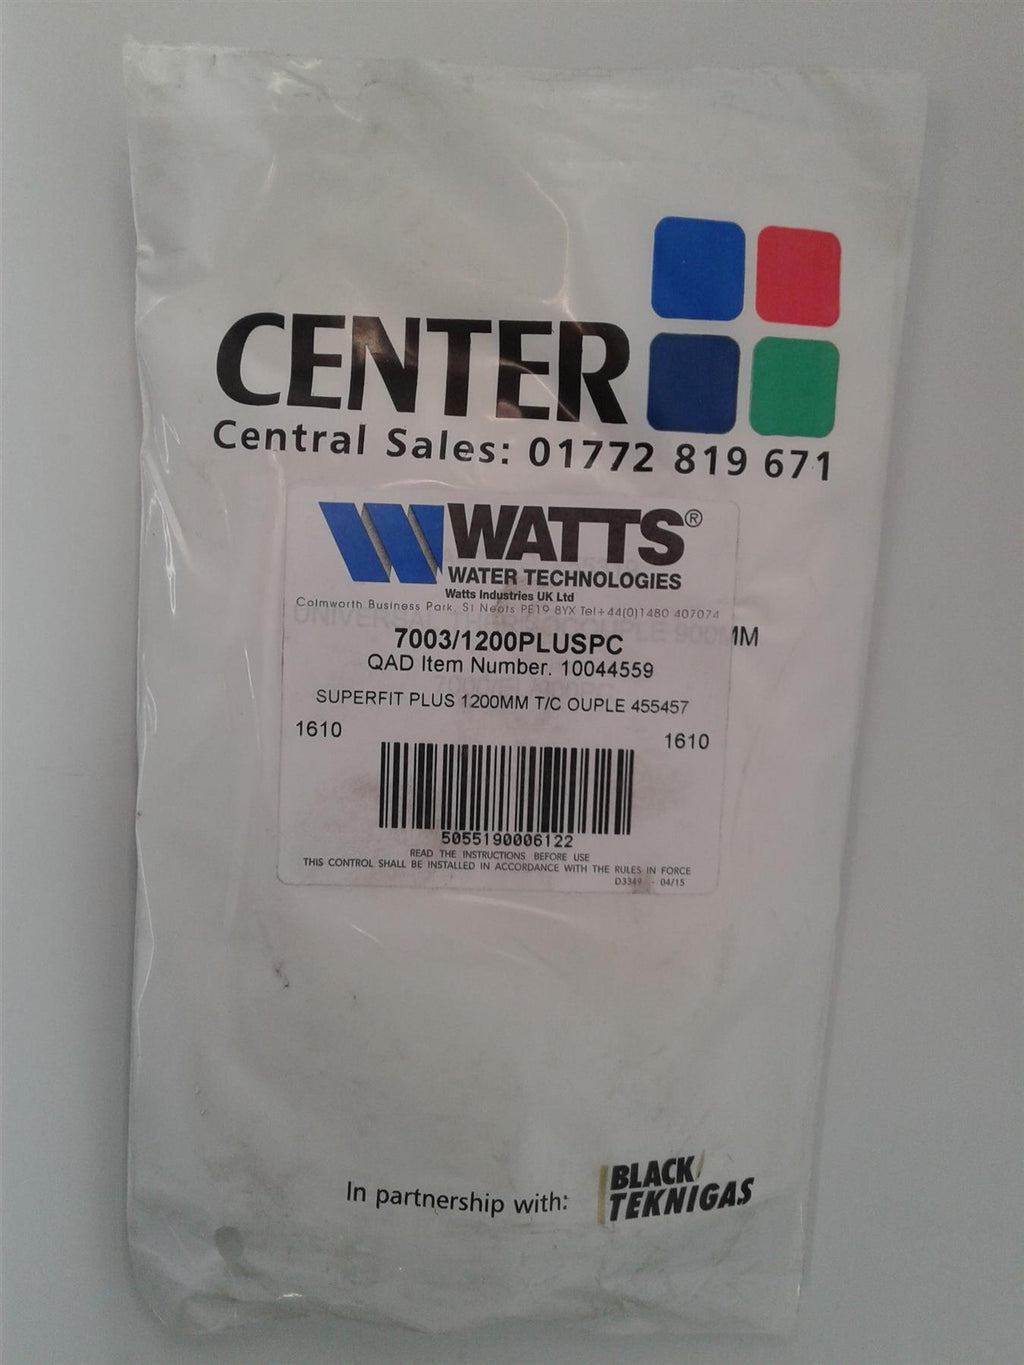 CENTER
Central Sales: 01772 819 671
WATTS®
WATER TECHNOLOGIES
Watts Industries UK Ltd
Colmworth Business Park, St Neots PE19 8YX Tel+44(0)1480 407074
UNIVERSAL THERMOCOUPLE 900MM
7003/1200PLUSPC
QAD Item Number. 10044559
SUPERFIT PLUS 1200MM T/C OUPLE 455457
1610 1610
5055190006122
READ THE INSTRUCTIONS BEFORE USE
THIS CONTROL SHALL BE INSTALLED IN ACCORDANCE WITH THE RULES IN FORCE
D3349 - 04/15
In partnership with:
BLACK
TEKNIGAS